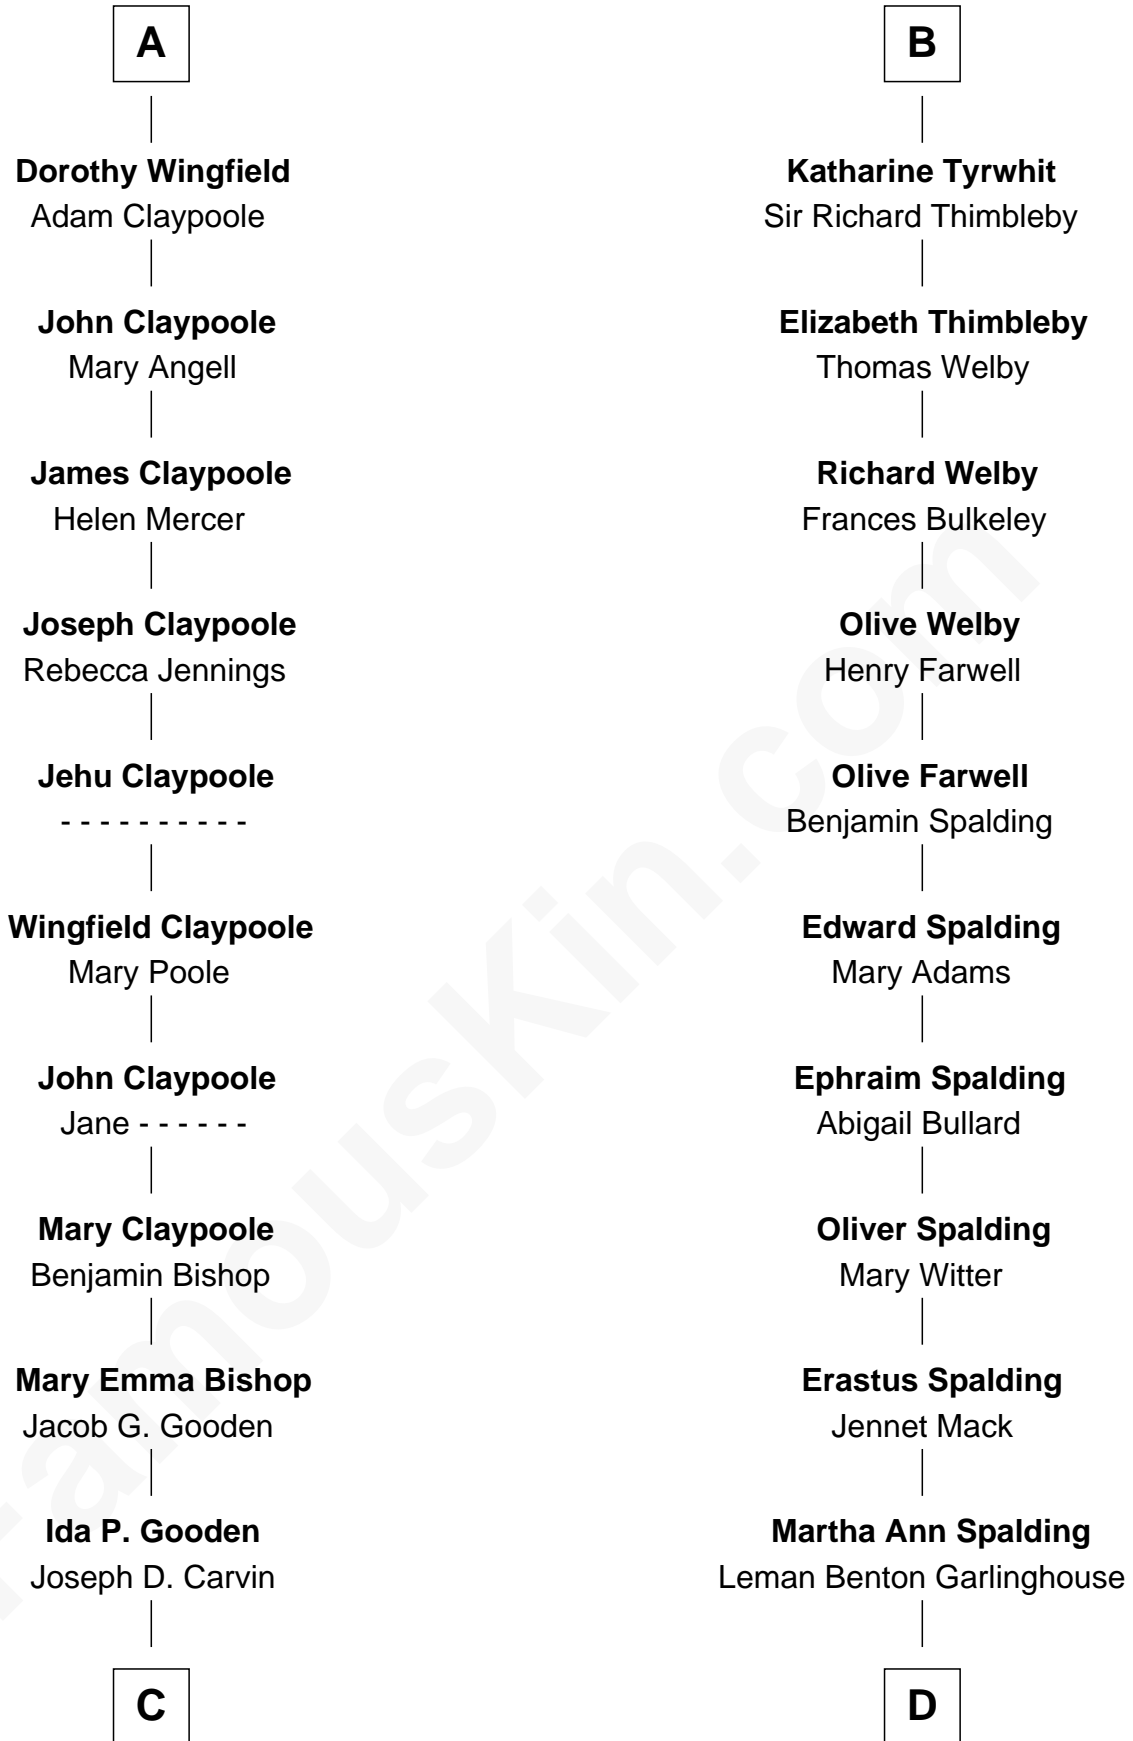 A
Dorothy Wingfield
Adam Claypoole
John Claypoole
Mary Angell
James Claypoole
Helen Mercer
Joseph Claypoole
Rebecca Jennings
Jehu Claypoole
- - - - - - - - - -
Wingfield Claypoole
Mary Poole
John Claypoole
Jane - - - - - -
Mary Claypoole
Benjamin Bishop
Mary Emma Bishop
Jacob G. Gooden
Ida P. Gooden
Joseph D. Carvin
C
B
Katharine Tyrwhit
Sir Richard Thimbleby
Elizabeth Thimbleby
Thomas Welby
Richard Welby
Frances Bulkeley
Olive Welby
Henry Farwell
Olive Farwell
Benjamin Spalding
Edward Spalding
Mary Adams
Ephraim Spalding
Abigail Bullard
Oliver Spalding
Mary Witter
Erastus Spalding
Jennet Mack
Martha Ann Spalding
Leman Benton Garlinghouse
D
FamousKin.com